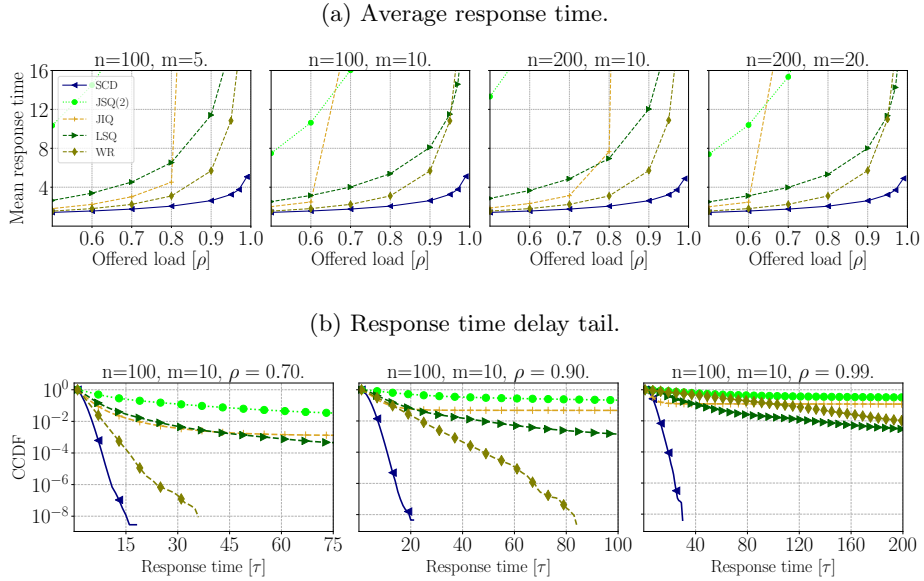 (a) Average response time.
n=100, m=5. n=100, m=10. n=200, m=10. n=200, m=20.
Mean response time
16
12
8
4
SCD
JSQ(2)
JIQ
LSQ
WR
0.6 0.7 0.8 0.9 1.0 0.6 0.7 0.8 0.9 1.0 0.6 0.7 0.8 0.9 1.0 0.6 0.7 0.8 0.9 1.0
Offered load [ρ] Offered load [ρ] Offered load [ρ] Offered load [ρ]
(b) Response time delay tail.
n=100, m=10, ρ = 0.70. n=100, m=10, ρ = 0.90. n=100, m=10, ρ = 0.99.
CCDF
10⁰
10⁻²
10⁻⁴
10⁻⁶
10⁻⁸
15 30 45 60 75 20 40 60 80 100 40 80 120 160 200
Response time [τ] Response time [τ] Response time [τ]